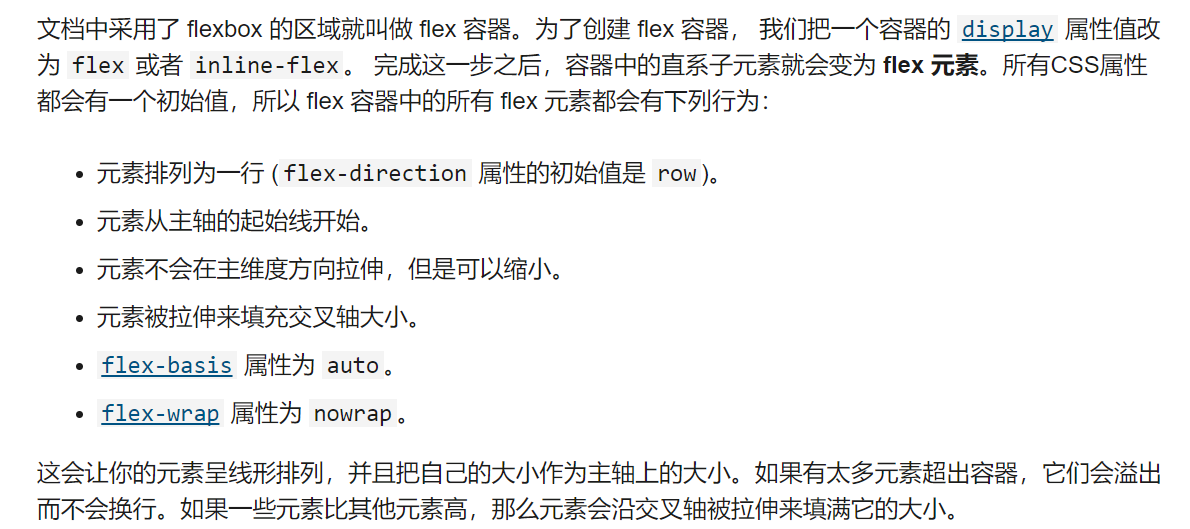 文档中采用了 flexbox 的区域就叫做 flex 容器。为了创建 flex 容器， 我们把一个容器的 display 属性值改
为 flex 或者 inline-flex。 完成这一步之后，容器中的直系子元素就会变为 flex 元素。所有CSS属性
都会有一个初始值，所以 flex 容器中的所有 flex 元素都会有下列行为：
• 元素排列为一行 (flex-direction 属性的初始值是 row)。
• 元素从主轴的起始线开始。
• 元素不会在主维度方向拉伸，但是可以缩小。
• 元素被拉伸来填充交叉轴大小。
• flex-basis 属性为 auto。
• flex-wrap 属性为 nowrap。
这会让你的元素呈线形排列，并且把自己的大小作为主轴上的大小。如果有太多元素超出容器，它们会溢出
而不会换行。如果一些元素比其他元素高，那么元素会沿交叉轴被拉伸来填满它的大小。